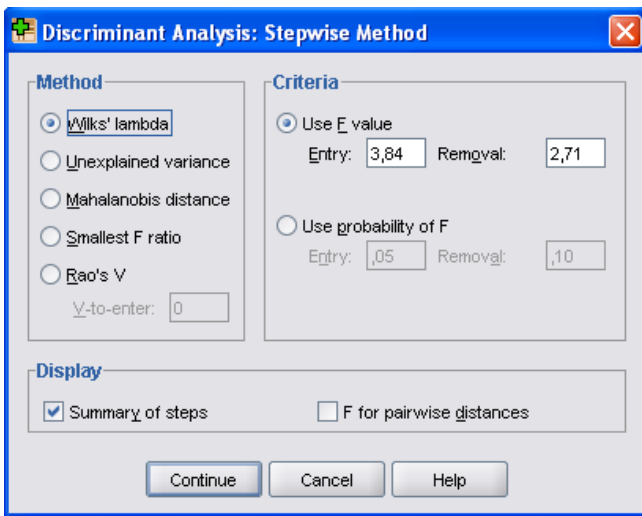 Discriminant Analysis: Stepwise Method
Method
Wilks' lambda
Unexplained variance
Mahalanobis distance
Smallest F ratio
Rao's V
V-to-enter: 0
Criteria
Use F value
Entry: 3,84 Removal: 2,71
Use probability of F
Entry: ,05 Removal: ,10
Display
Summary of steps F for pairwise distances
Continue Cancel Help